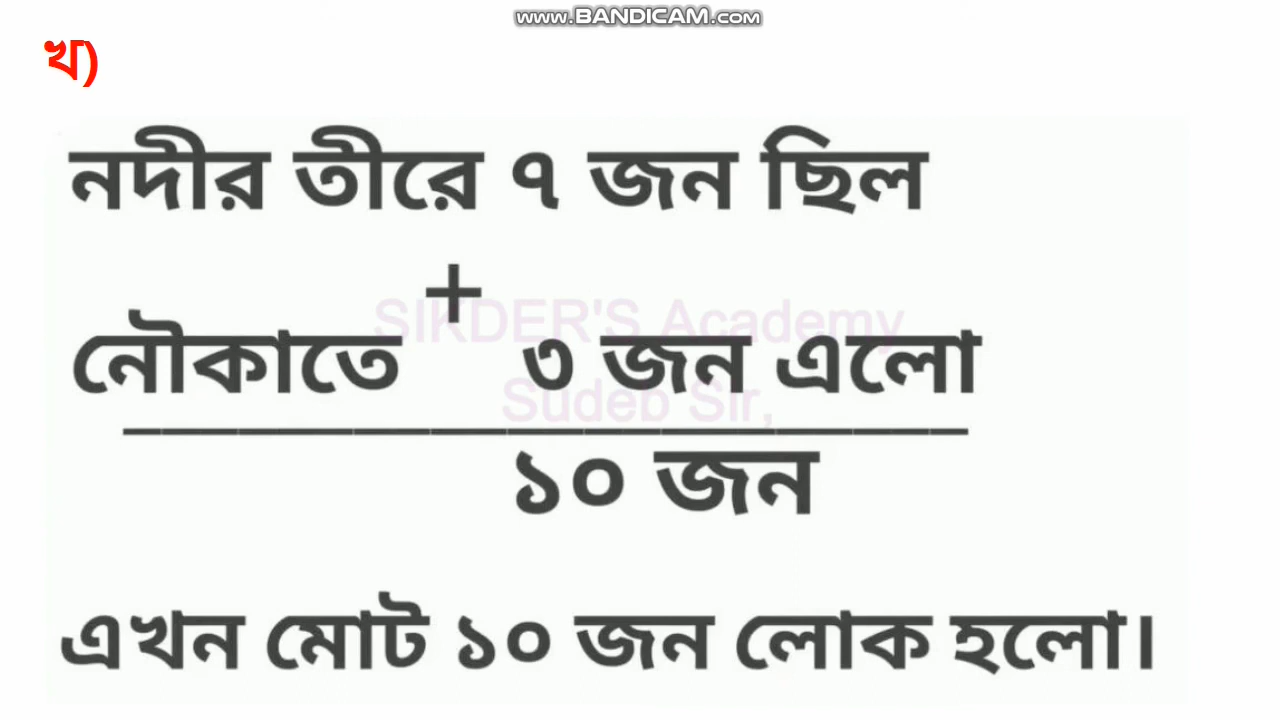 www.BANDICAM.com
খ)
নদীর তীরে ৭ জন ছিল
+
নৌকাতে ৩ জন এলো
SIKDER'S Academy
Sudeb Sir,
১০ জন
এখন মোট ১০ জন লোক হলো।